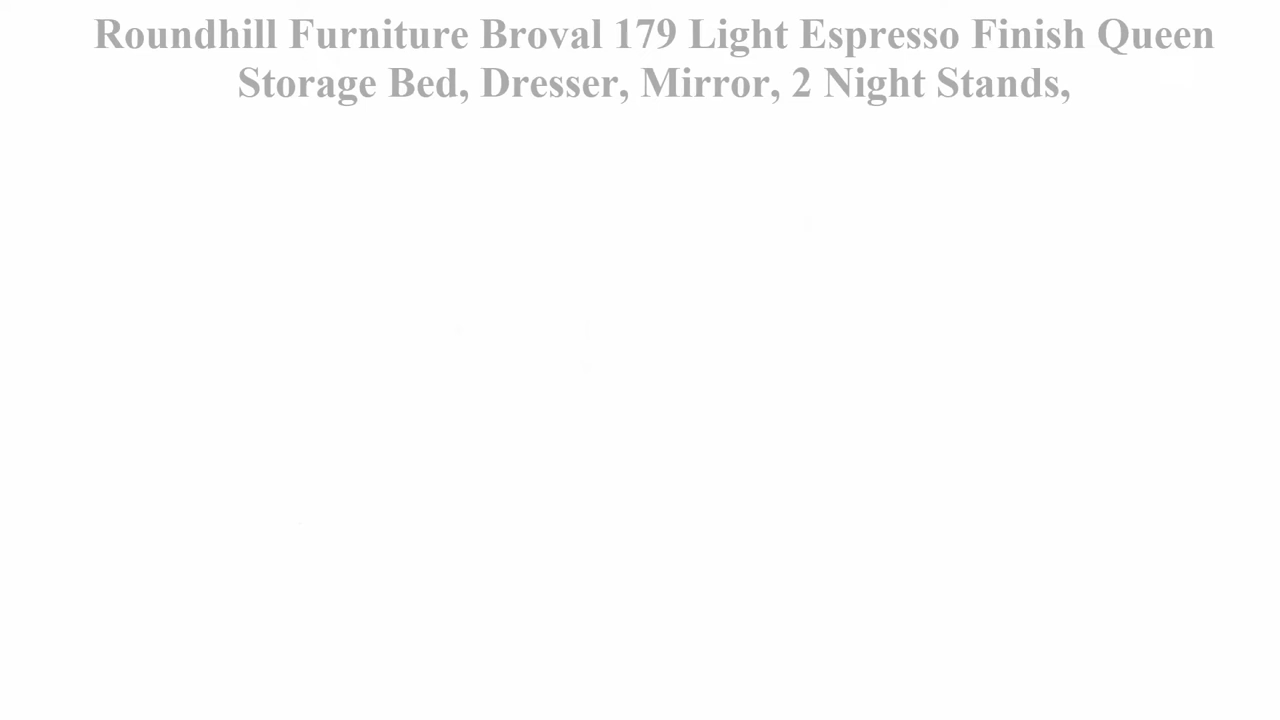 Roundhill Furniture Broval 179 Light Espresso Finish Queen
Storage Bed, Dresser, Mirror, 2 Night Stands,